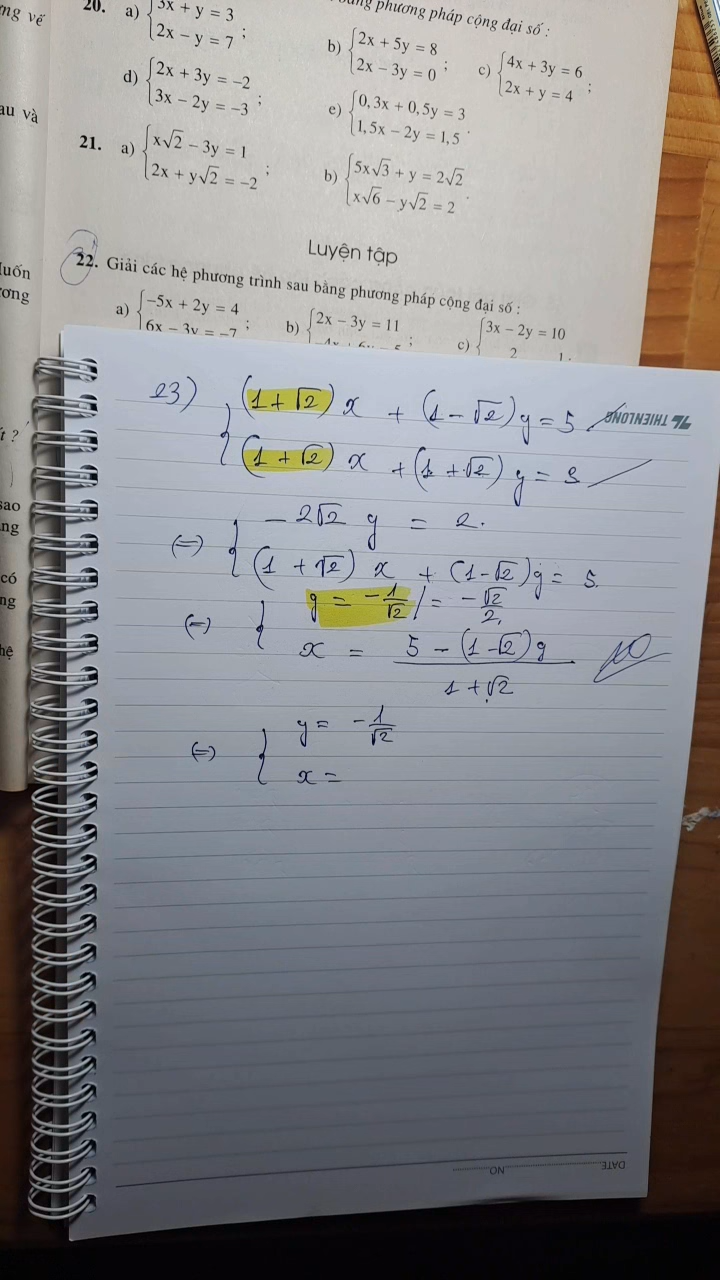 ng vế
au và
luốn
ơng
t ?
sao
ng
có
ng
hệ
ng phương pháp cộng đại số :
20. a) {3x + y = 3
2x − y = 7 ;
b) {2x + 5y = 8
2x − 3y = 0 ;
c) {4x + 3y = 6
2x + y = 4 ;
d) {2x + 3y = −2
3x − 2y = −3 ;
e) {0,3x + 0,5y = 3
1,5x − 2y = 1,5 .
21. a) {x√2 − 3y = 1
2x + y√2 = −2 ;
b) {5x√3 + y = 2√2
x√6 − y√2 = 2 .
Luyện tập
22. Giải các hệ phương trình sau bằng phương pháp cộng đại số :
a) {−5x + 2y = 4
6x − 3y = −7 ;
b) {2x − 3y = 11
c) {3x − 2y = 10
THIENLONG
23) {(1 + √2) x + (1 − √2) y = 5
(1 + √2) x + (1 + √2) y = 3
(=) {−2√2 y = 2.
(1 + √2) x + (1 − √2) y = 5.
(=) {y = −1/√2 = −√2/2.
x = (5 − (1 − √2) y)/(1 + √2)
(=) {y = −1/√2
x =
DATE
NO